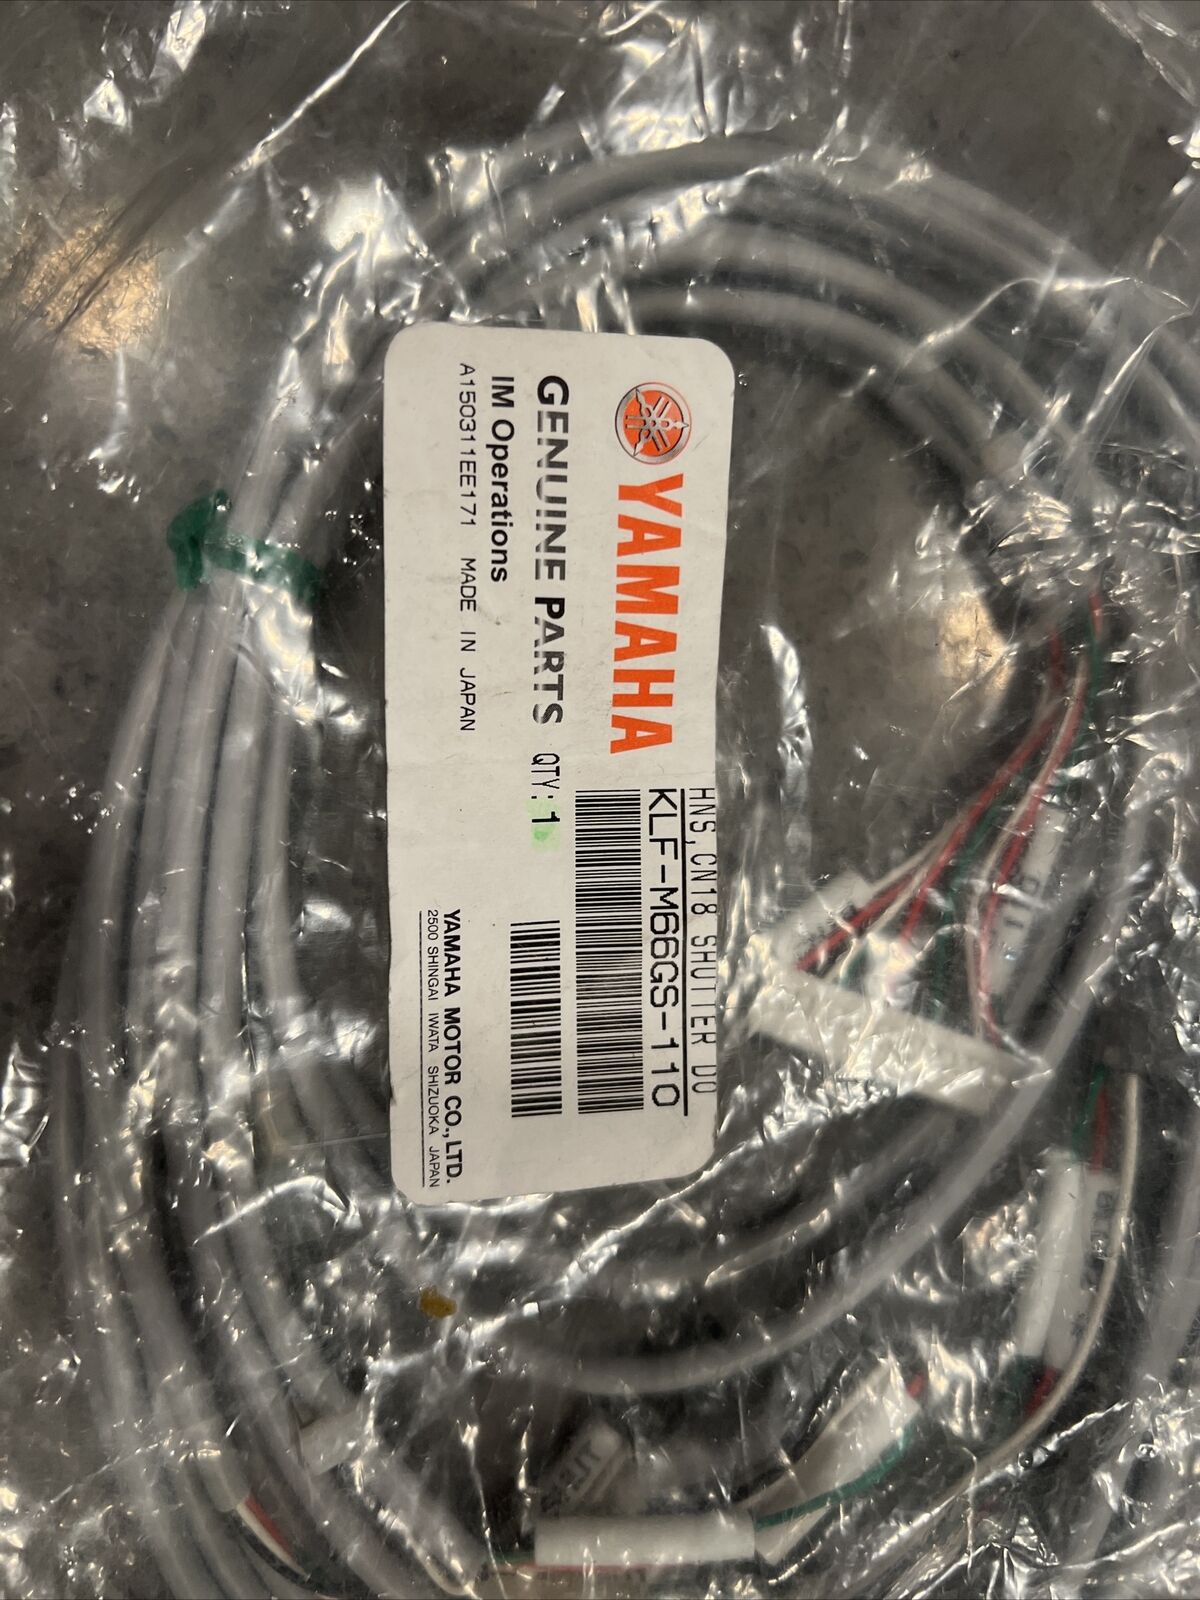 HNS,CN18 SHUTTER DO
YAMAHA
KLF-M66GS-110
GENUINE PARTS QTY:1
IM Operations
A150311EE171 MADE IN JAPAN
YAMAHA MOTOR CO.,LTD.
2500 SHINGAI IWATA SHIZUOKA JAPAN